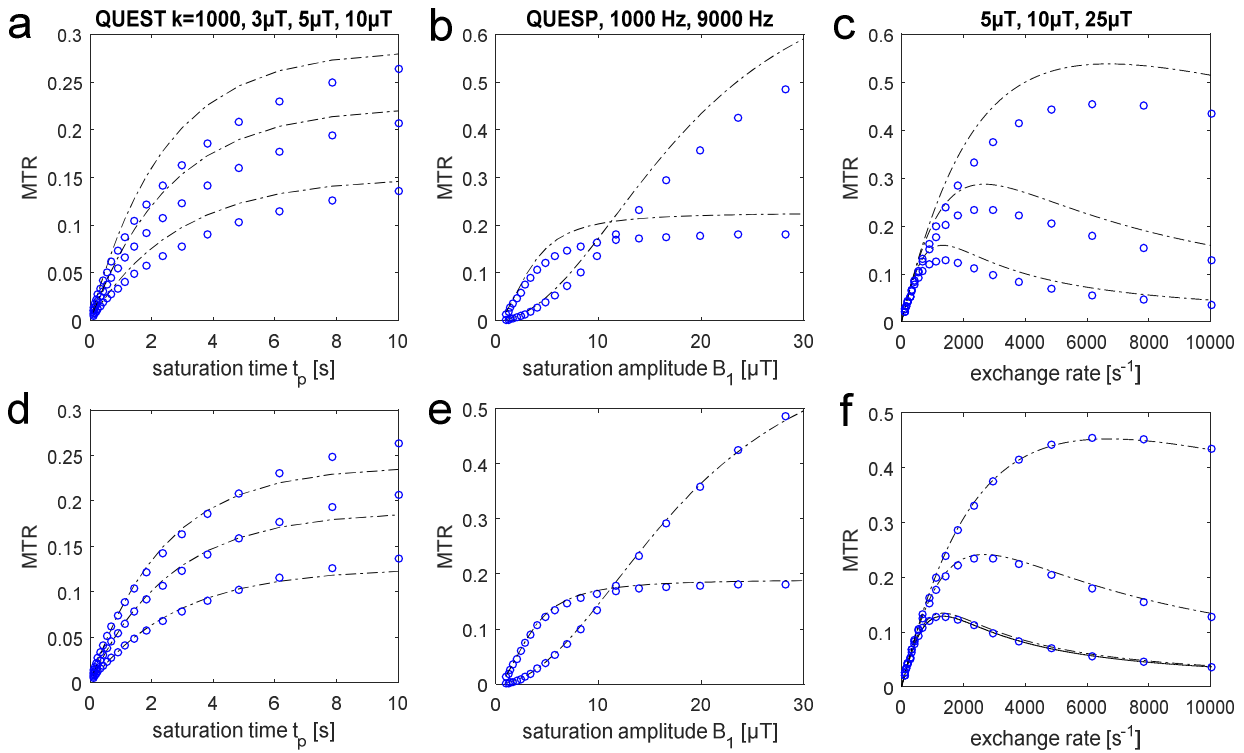 a
QUEST k=1000, 3μT, 5μT, 10μT
0.3
0.25
0.2
0.15
0.1
0.05
0
MTR
0 2 4 6 8 10
saturation time tp [s]
b
QUESP, 1000 Hz, 9000 Hz
0.6
0.5
0.4
0.3
0.2
0.1
0
MTR
0 10 20 30
saturation amplitude B1 [μT]
c
5μT, 10μT, 25μT
0.6
0.5
0.4
0.3
0.2
0.1
0
MTR
0 2000 4000 6000 8000 10000
exchange rate [s-1]
d
0.3
0.25
0.2
0.15
0.1
0.05
0
MTR
0 2 4 6 8 10
saturation time tp [s]
e
0.5
0.4
0.3
0.2
0.1
0
MTR
0 10 20 30
saturation amplitude B1 [μT]
f
0.5
0.4
0.3
0.2
0.1
0
MTR
0 2000 4000 6000 8000 10000
exchange rate [s-1]